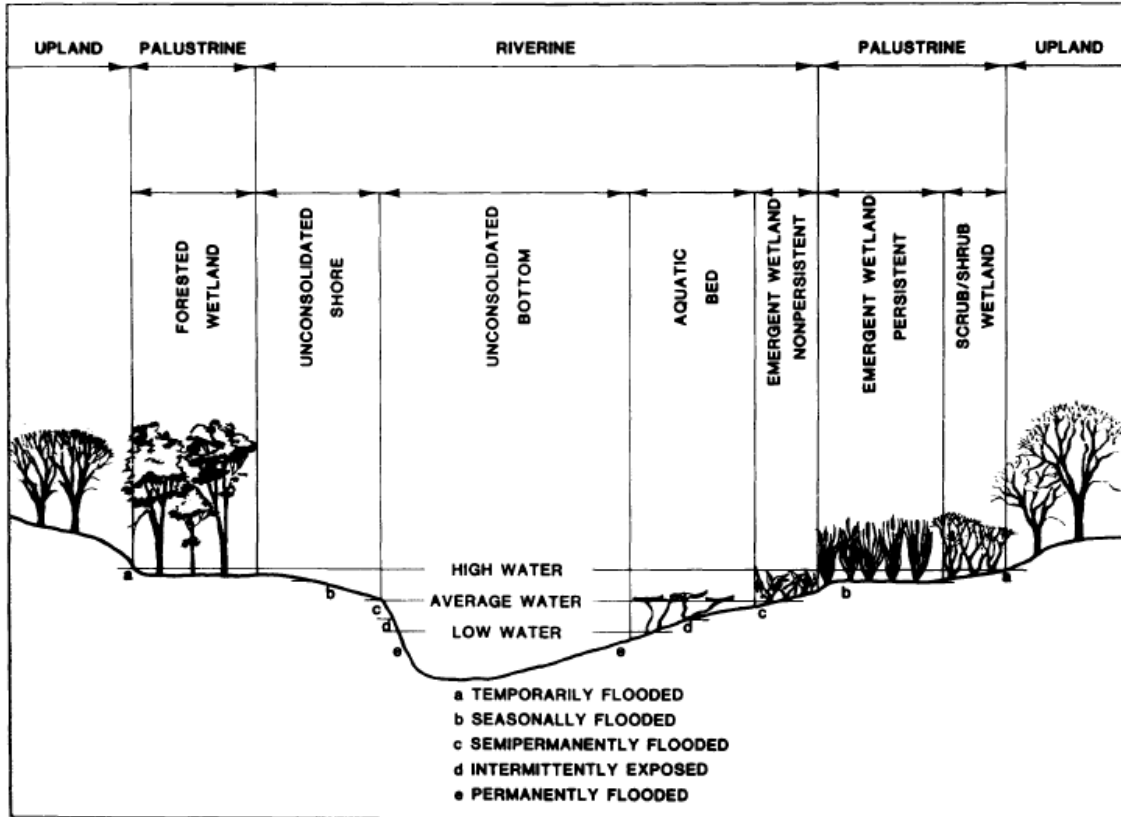 UPLAND PALUSTRINE RIVERINE PALUSTRINE UPLAND
FORESTED
WETLAND
UNCONSOLIDATED
SHORE
UNCONSOLIDATED
BOTTOM
AQUATIC
BED
EMERGENT WETLAND
NONPERSISTENT
EMERGENT WETLAND
PERSISTENT
SCRUB/SHRUB
WETLAND
a HIGH WATER a
b b
c AVERAGE WATER c
d LOW WATER d
e e
a TEMPORARILY FLOODED
b SEASONALLY FLOODED
c SEMIPERMANENTLY FLOODED
d INTERMITTENTLY EXPOSED
e PERMANENTLY FLOODED